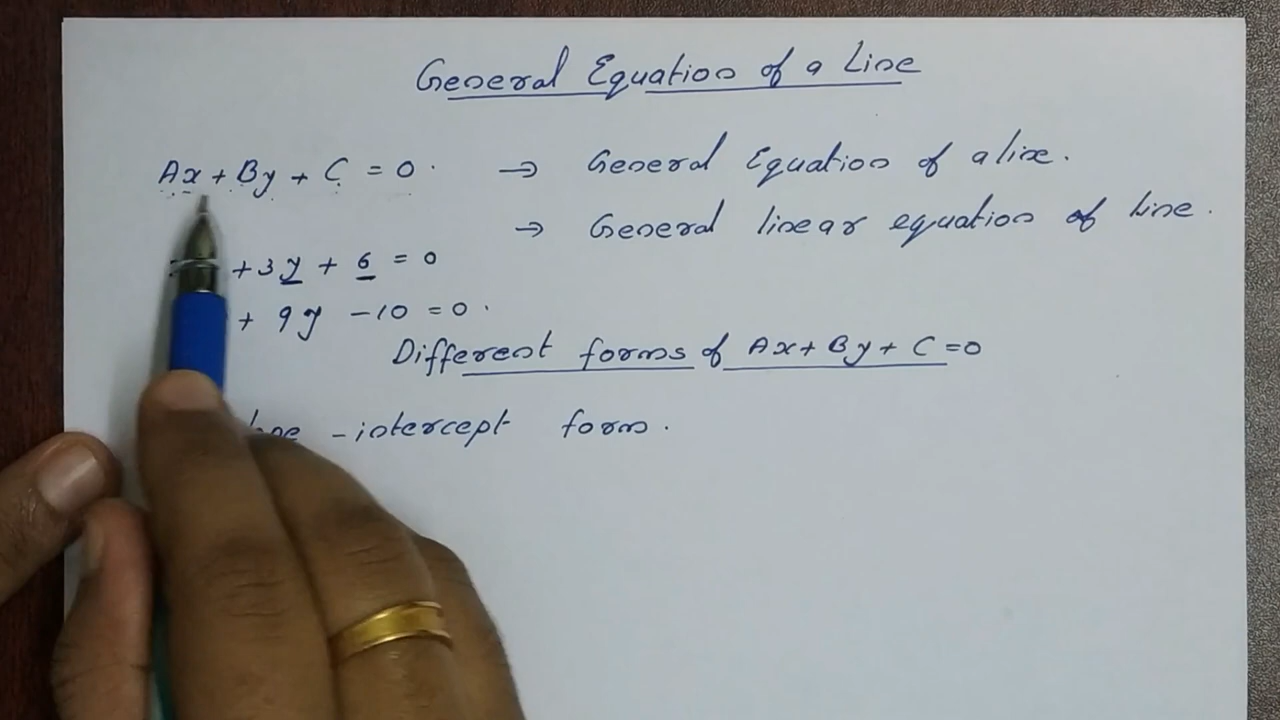 General Equation of a Line
Ax + By + C = 0 . → General Equation of a line .
→ General linear equation of line .
+ 3y + 6 = 0
+ 9y - 10 = 0 .
Different forms of Ax + By + C = 0
- intercept form .